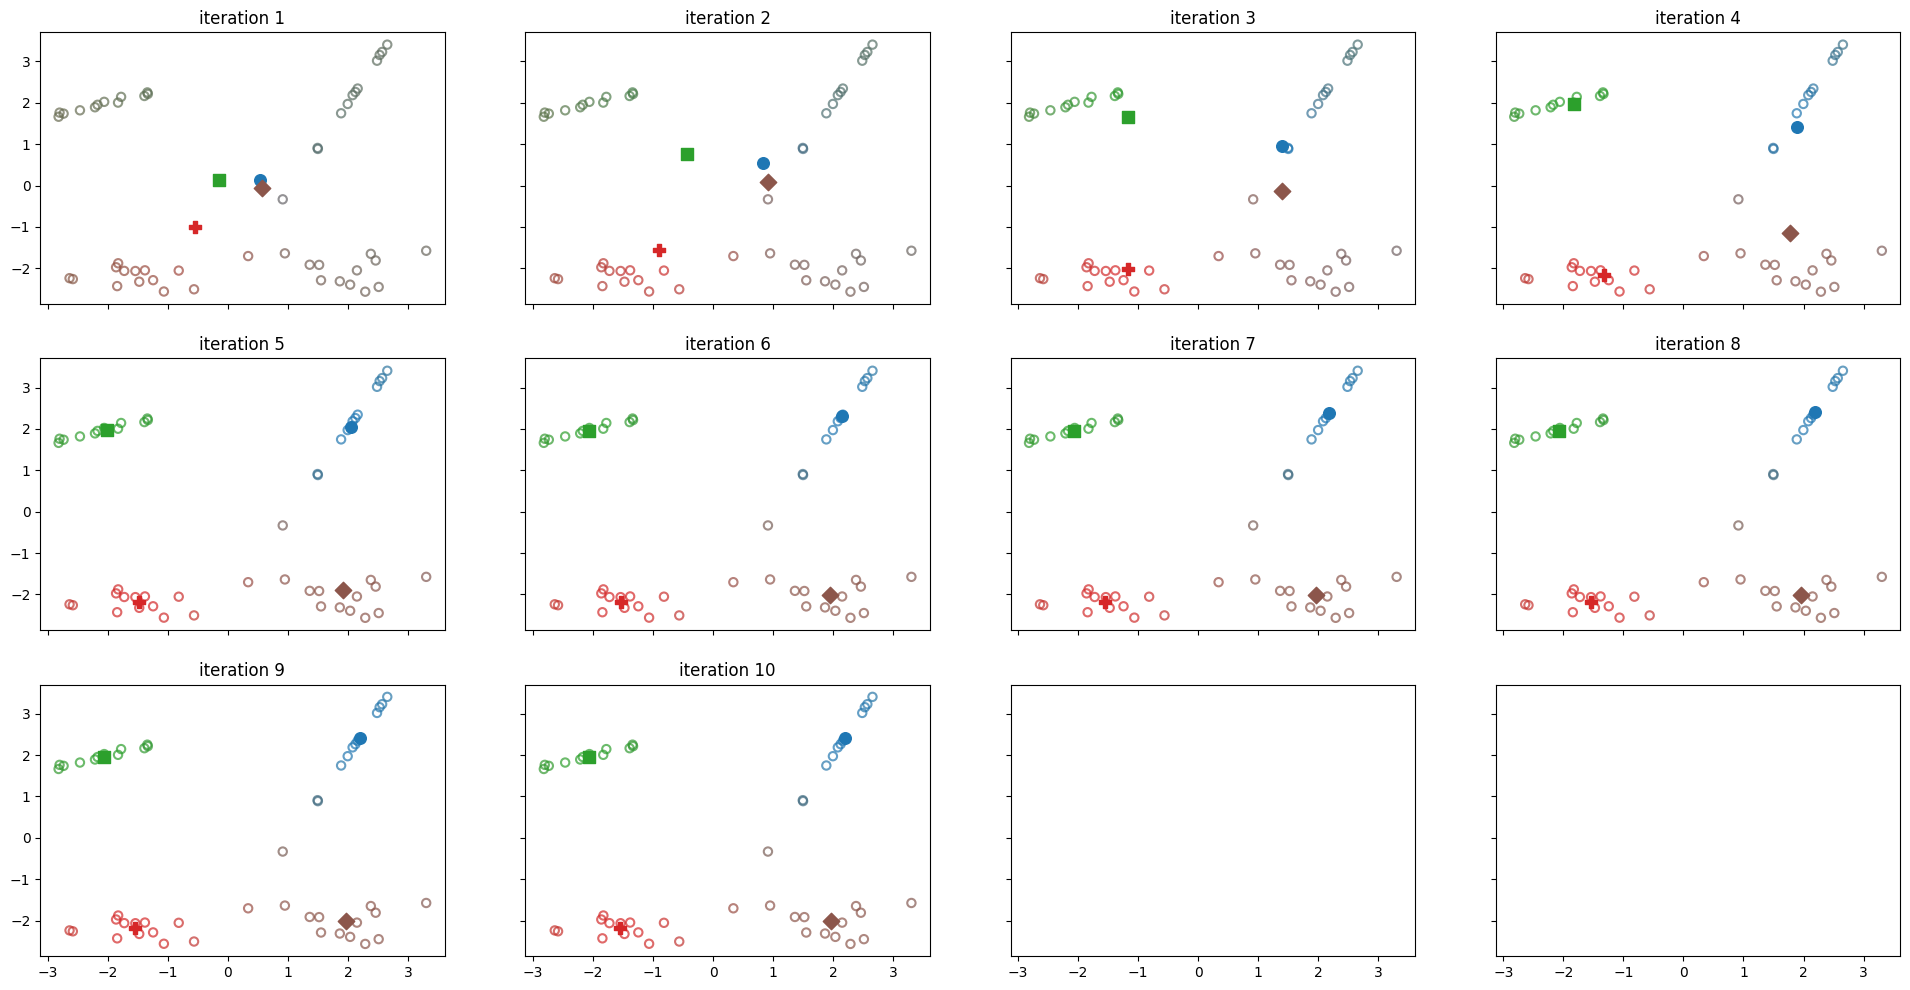 iteration 1
iteration 2
iteration 3
iteration 4
3
2
1
0
−1
−2
iteration 5
iteration 6
iteration 7
iteration 8
3
2
1
0
−1
−2
iteration 9
iteration 10
3
2
1
0
−1
−2
−3 −2 −1 0 1 2 3
−3 −2 −1 0 1 2 3
−3 −2 −1 0 1 2 3
−3 −2 −1 0 1 2 3